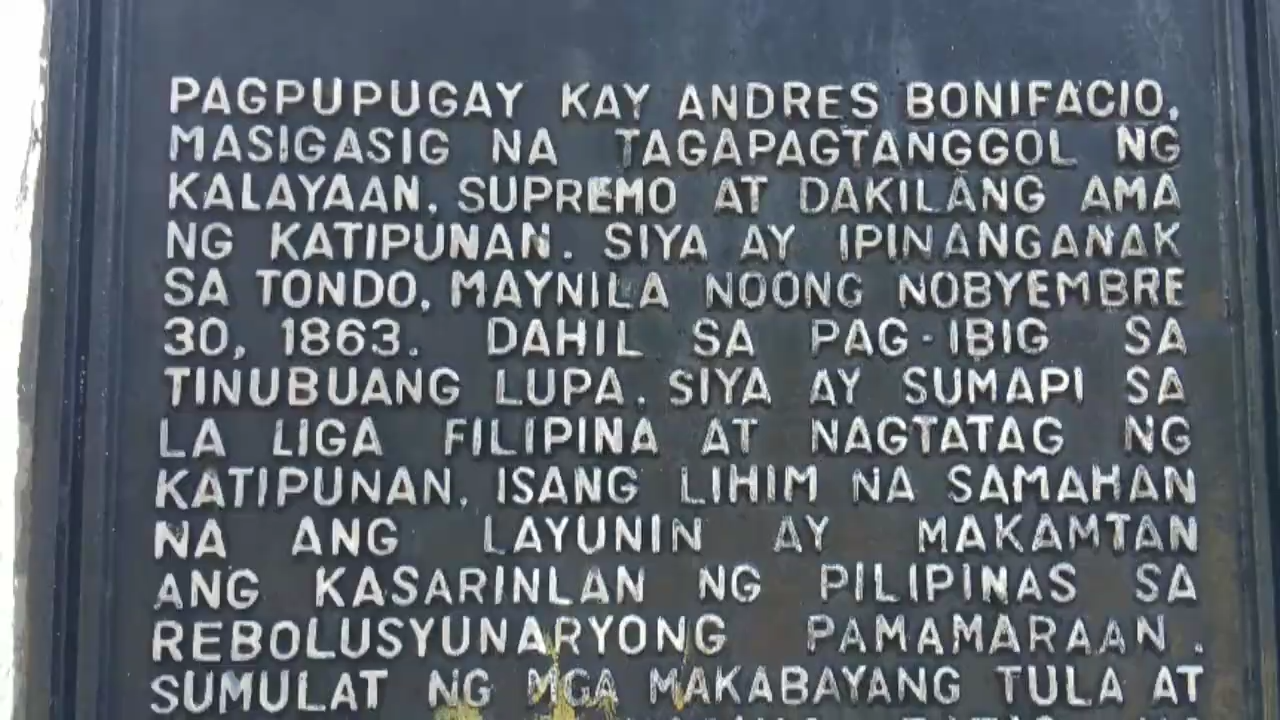 PAGPUPUGAY KAY ANDRES BONIFACIO,
MASIGASIG NA TAGAPAGTANGGOL NG
KALAYAAN, SUPREMO AT DAKILANG AMA
NG KATIPUNAN. SIYA AY IPINANGANAK
SA TONDO, MAYNILA NOONG NOBYEMBRE
30, 1863. DAHIL SA PAG-IBIG SA
TINUBUANG LUPA, SIYA AY SUMAPI SA
LA LIGA FILIPINA AT NAGTATAG NG
KATIPUNAN, ISANG LIHIM NA SAMAHAN
NA ANG LAYUNIN AY MAKAMTAN
ANG KASARINLAN NG PILIPINAS SA
REBOLUSYUNARYONG PAMAMARAAN.
SUMULAT NG MGA MAKABAYANG TULA AT